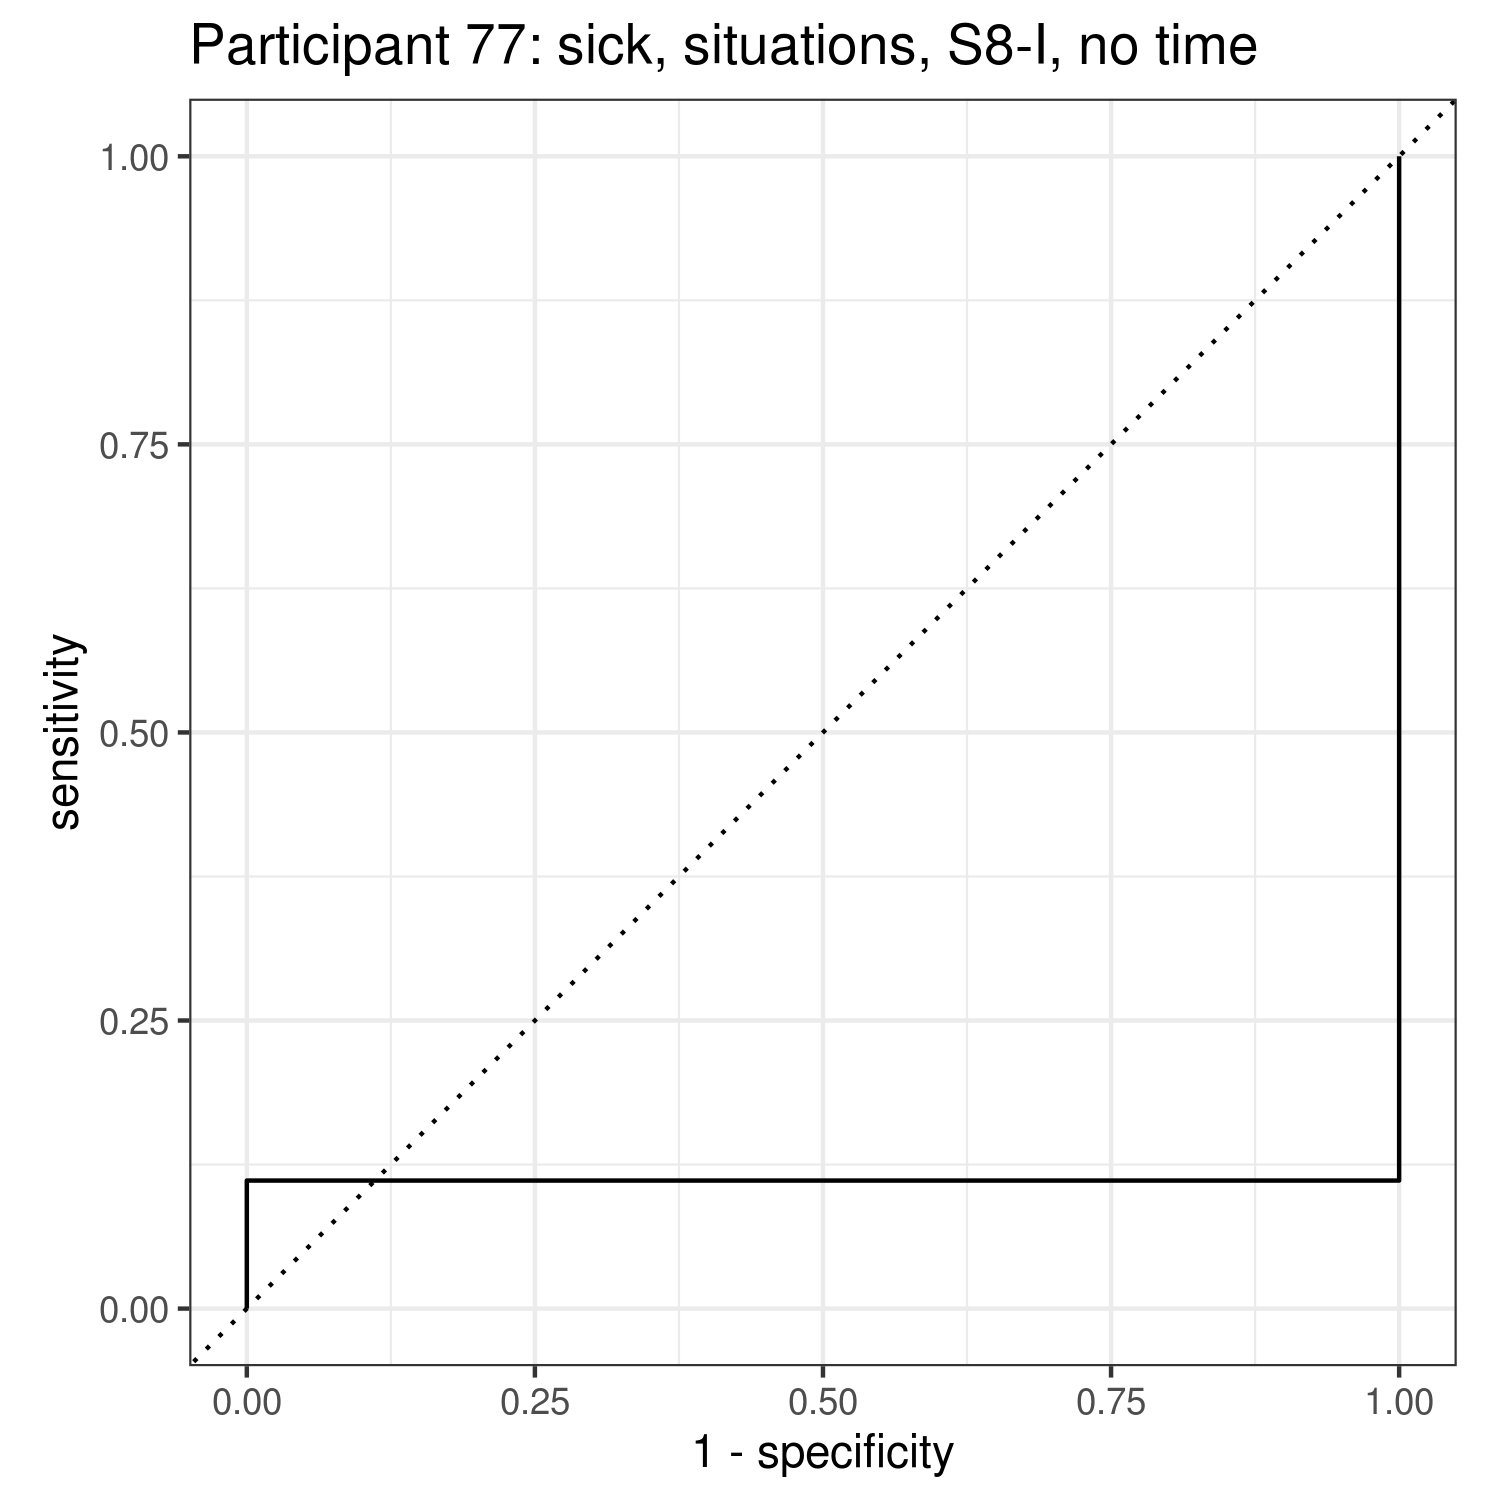 Participant 77: sick, situations, S8-I, no time
1.00
0.75
0.50
0.25
0.00
sensitivity
0.00 0.25 0.50 0.75 1.00
1 - specificity